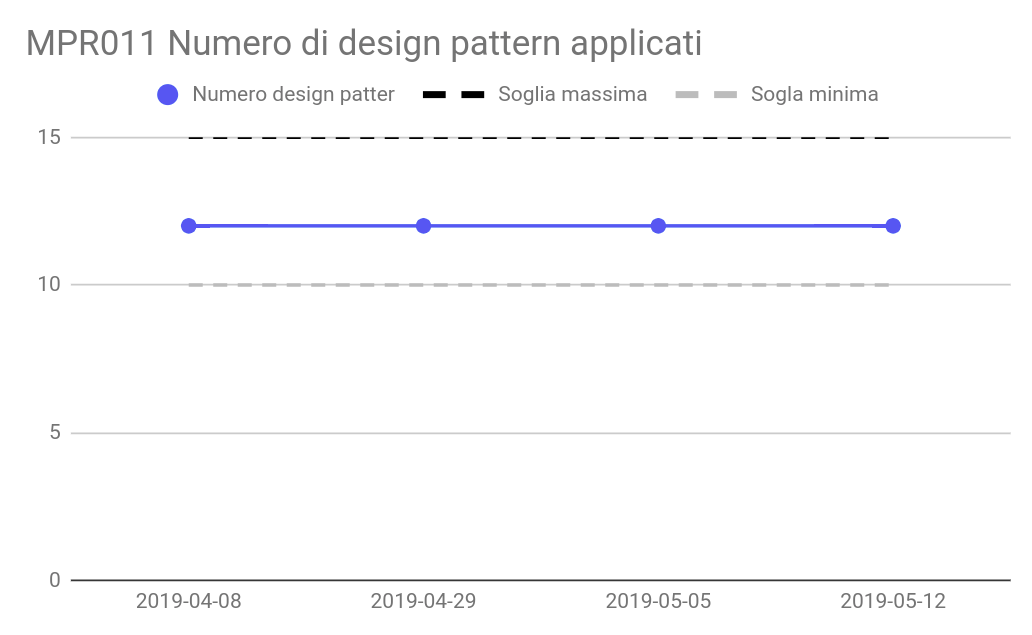 MPR011 Numero di design pattern applicati
Numero design patter Soglia massima Sogla minima
15
10
5
0
2019-04-08 2019-04-29 2019-05-05 2019-05-12